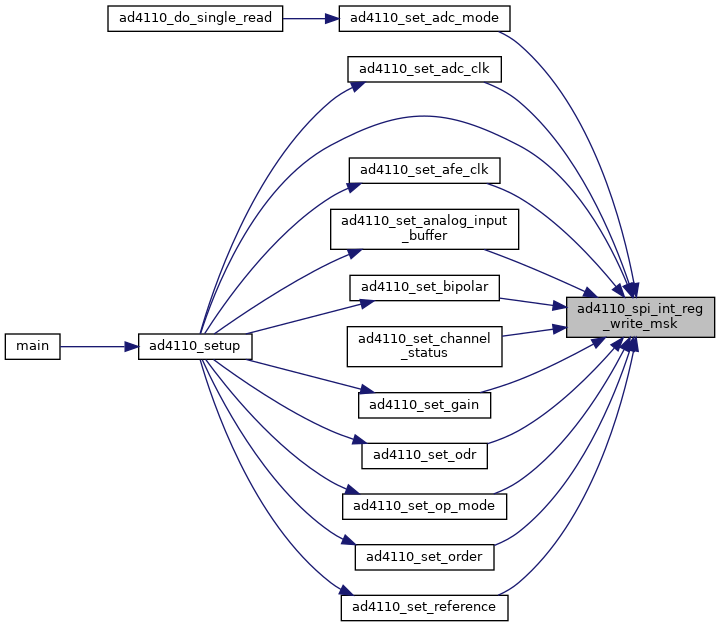 ad4110_do_single_read
ad4110_set_adc_mode
ad4110_set_adc_clk
ad4110_set_afe_clk
ad4110_set_analog_input
_buffer
ad4110_set_bipolar
ad4110_spi_int_reg
_write_msk
main
ad4110_setup
ad4110_set_channel
_status
ad4110_set_gain
ad4110_set_odr
ad4110_set_op_mode
ad4110_set_order
ad4110_set_reference